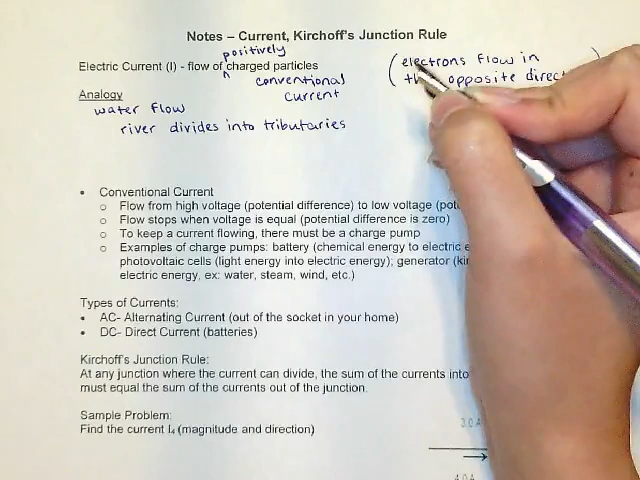 Notes – Current, Kirchoff's Junction Rule
positively
Electric Current (I) - flow of ^ charged particles
(electrons flow in
opposite direct
conventional
current
Analogy
water flow
river divides into tributaries
• Conventional Current
o Flow from high voltage (potential difference) to low voltage
o Flow stops when voltage is equal (potential difference is zero)
o To keep a current flowing, there must be a charge pump
o Examples of charge pumps: battery (chemical energy to electric
photovoltaic cells (light energy into electric energy); generator
electric energy, ex: water, steam, wind, etc.)
Types of Currents:
• AC- Alternating Current (out of the socket in your home)
• DC- Direct Current (batteries)
Kirchoff's Junction Rule:
At any junction where the current can divide, the sum of the currents into
must equal the sum of the currents out of the junction.
Sample Problem:
Find the current I₄ (magnitude and direction)
3.0 A
4.0 A